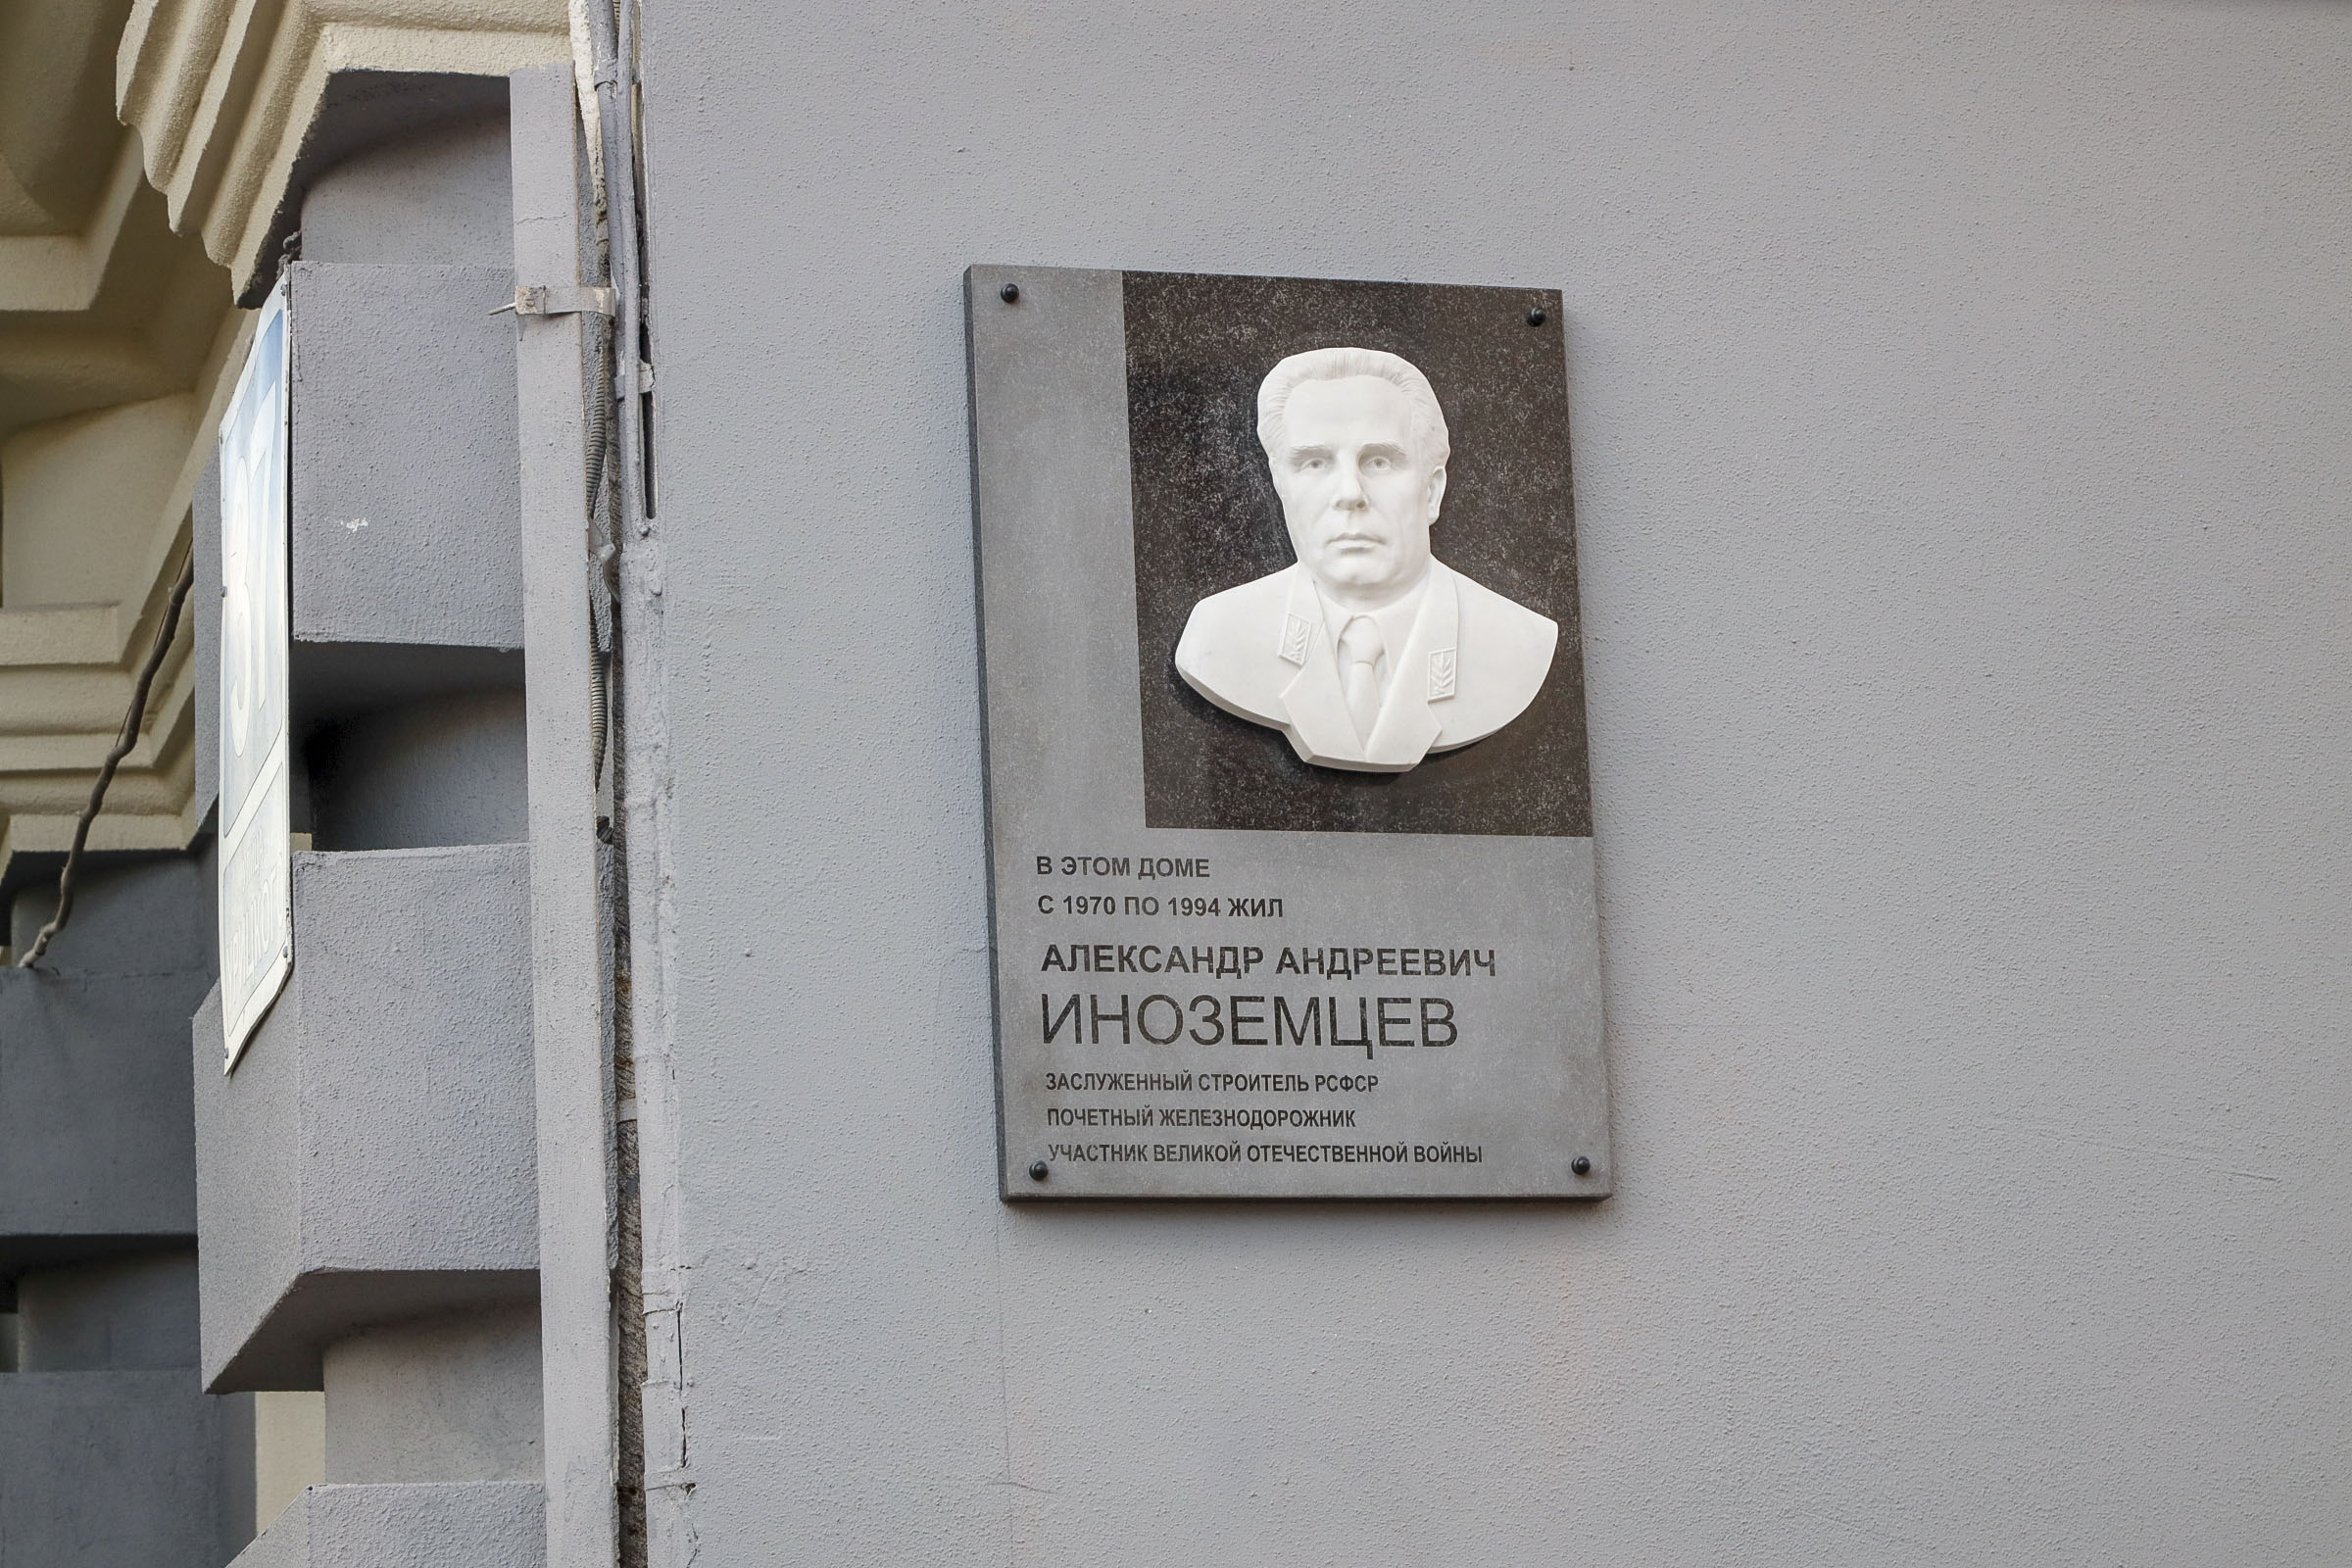 В ЭТОМ ДОМЕ
С 1970 ПО 1994 ЖИЛ
АЛЕКСАНДР АНДРЕЕВИЧ
ИНОЗЕМЦЕВ
ЗАСЛУЖЕННЫЙ СТРОИТЕЛЬ РСФСР
ПОЧЕТНЫЙ ЖЕЛЕЗНОДОРОЖНИК
УЧАСТНИК ВЕЛИКОЙ ОТЕЧЕСТВЕННОЙ ВОЙНЫ